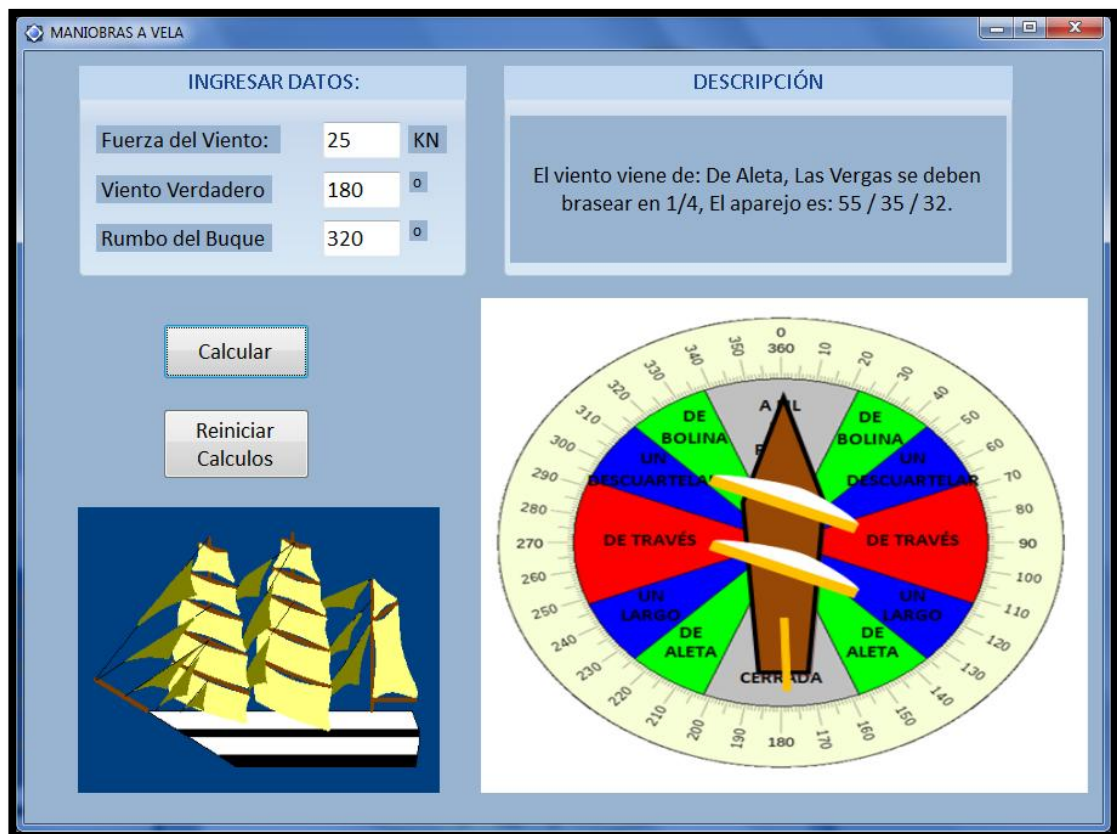 MANIOBRAS A VELA
INGRESAR DATOS:
Fuerza del Viento: 25 KN
Viento Verdadero 180 º
Rumbo del Buque 320 º
DESCRIPCIÓN
El viento viene de: De Aleta, Las Vergas se deben
brasear en 1/4, El aparejo es: 55 / 35 / 32.
Calcular
Reiniciar
Calculos
0
360
10
20
30
40
50
60
70
80
90
100
110
120
130
140
150
160
170
180
190
200
210
220
230
240
250
260
270
280
290
300
310
320
330
340
350
DE
BOLINA
DE
BOLINA
UN
DESCUARTELAR
UN
DESCUARTELAR
DE TRAVÉS
DE TRAVÉS
UN
LARGO
UN
LARGO
DE
ALETA
DE
ALETA